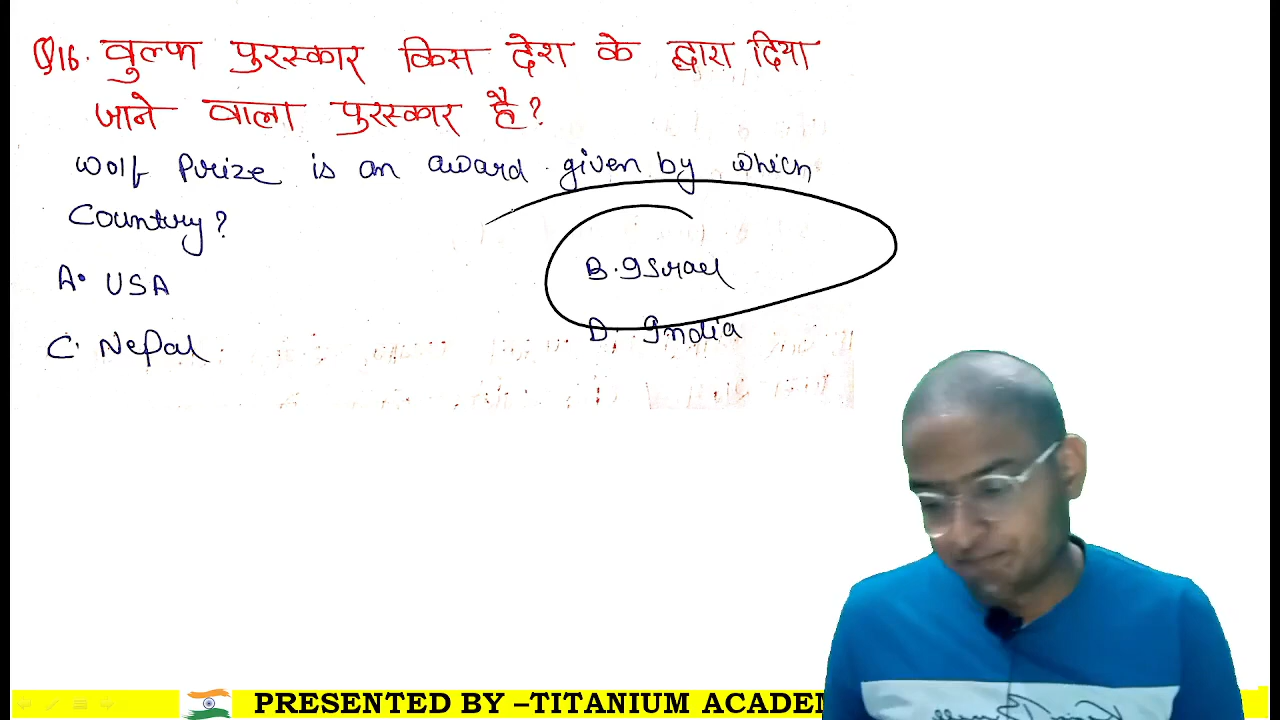 Q16. वुल्फ पुरस्कार किस देश के द्वारा दिया
जाने वाला पुरस्कार है?
Wolf Prize is an award given by which
Country?
A. USA
B. Israel
C. Nepal
D. India
PRESENTED BY –TITANIUM ACADEM